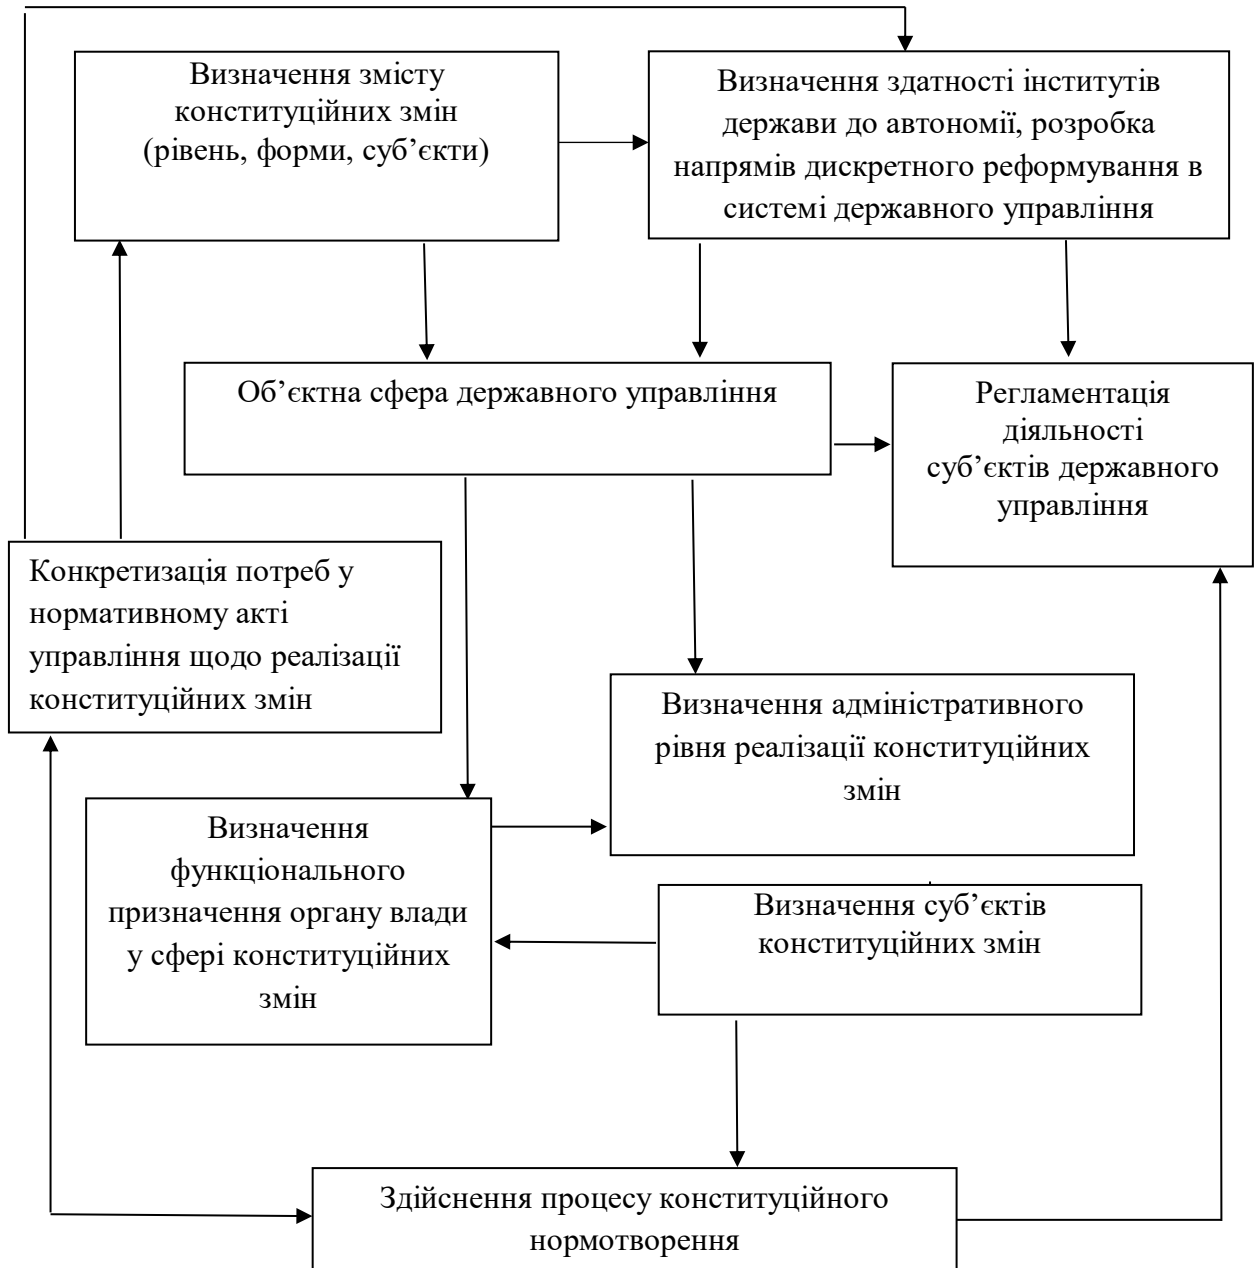 Визначення змісту
конституційних змін
(рівень, форми, суб’єкти)
Визначення здатності інститутів
держави до автономії, розробка
напрямів дискретного реформування в
системі державного управління
Об’єктна сфера державного управління
Регламентація
діяльності
суб’єктів державного
управління
Конкретизація потреб у
нормативному акті
управління щодо реалізації
конституційних змін
Визначення адміністративного
рівня реалізації конституційних
змін
Визначення
функціонального
призначення органу влади
у сфері конституційних
змін
Визначення суб’єктів
конституційних змін
Здійснення процесу конституційного
нормотворення